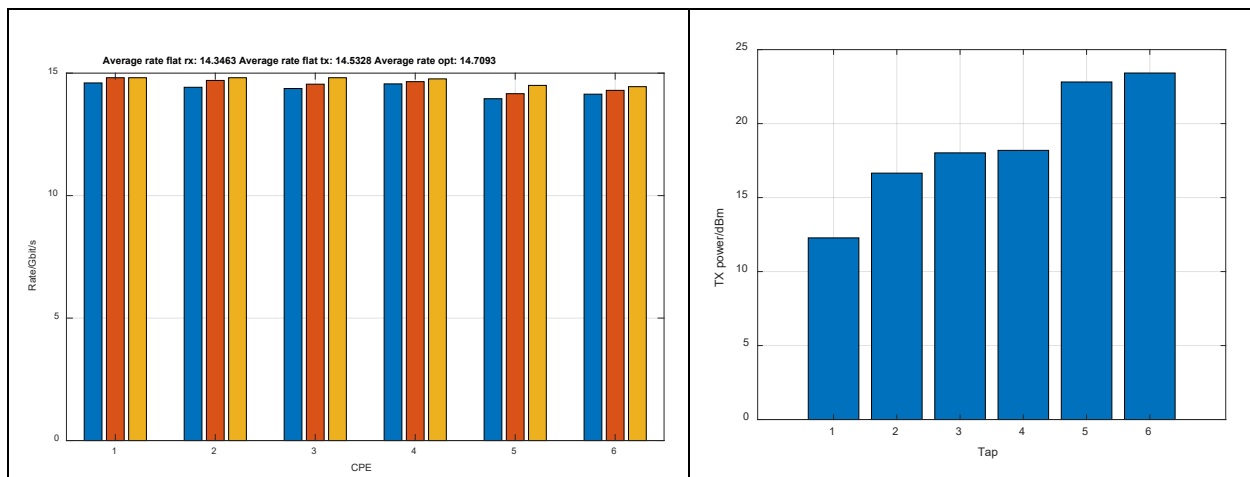 Average rate flat rx: 14.3463 Average rate flat tx: 14.5328 Average rate opt: 14.7093
15
10
5
0
Rate/Gbit/s
1 2 3 4 5 6
CPE
25
20
15
10
5
0
TX power/dBm
1 2 3 4 5 6
Tap